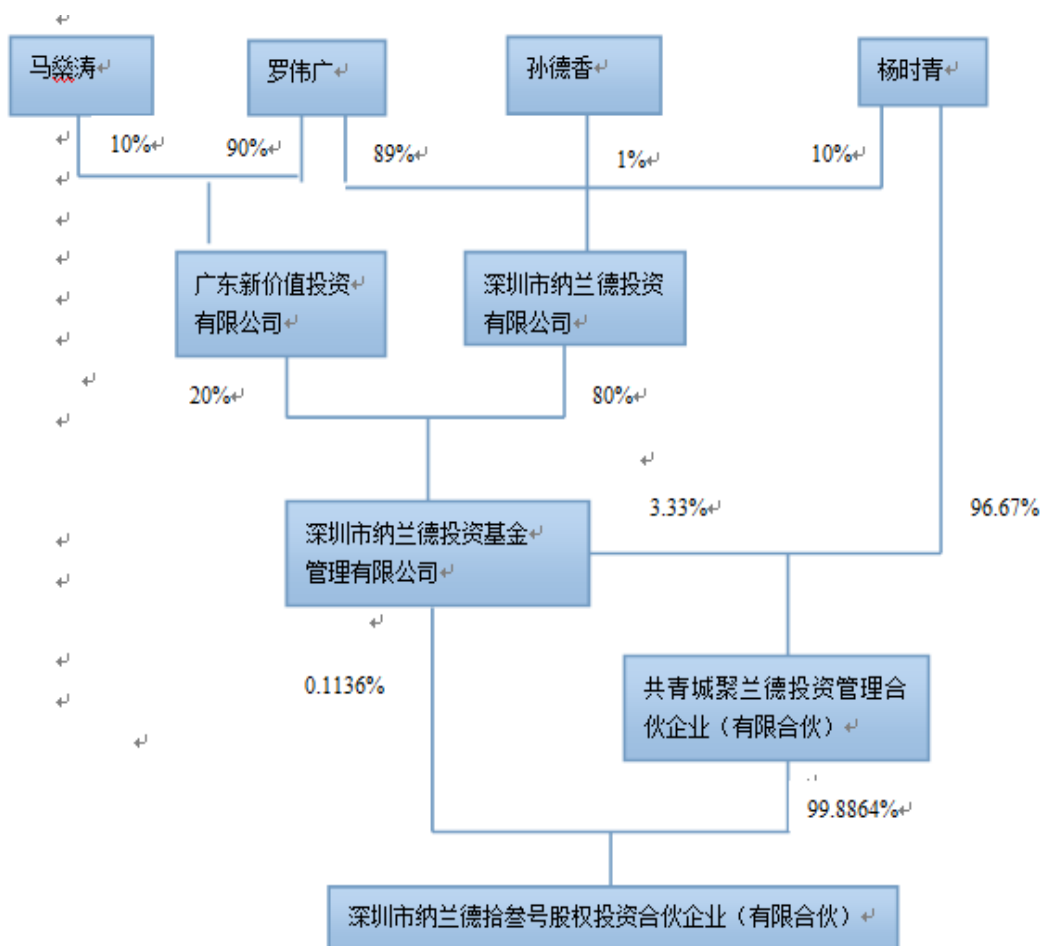 马燊涛
罗伟广
孙德香
杨时青
10%
90%
89%
1%
10%
广东新价值投资
有限公司
深圳市纳兰德投资
有限公司
20%
80%
3.33%
96.67%
深圳市纳兰德投资基金
管理有限公司
0.1136%
共青城聚兰德投资管理合
伙企业（有限合伙）
99.8864%
深圳市纳兰德拾叁号股权投资合伙企业（有限合伙）